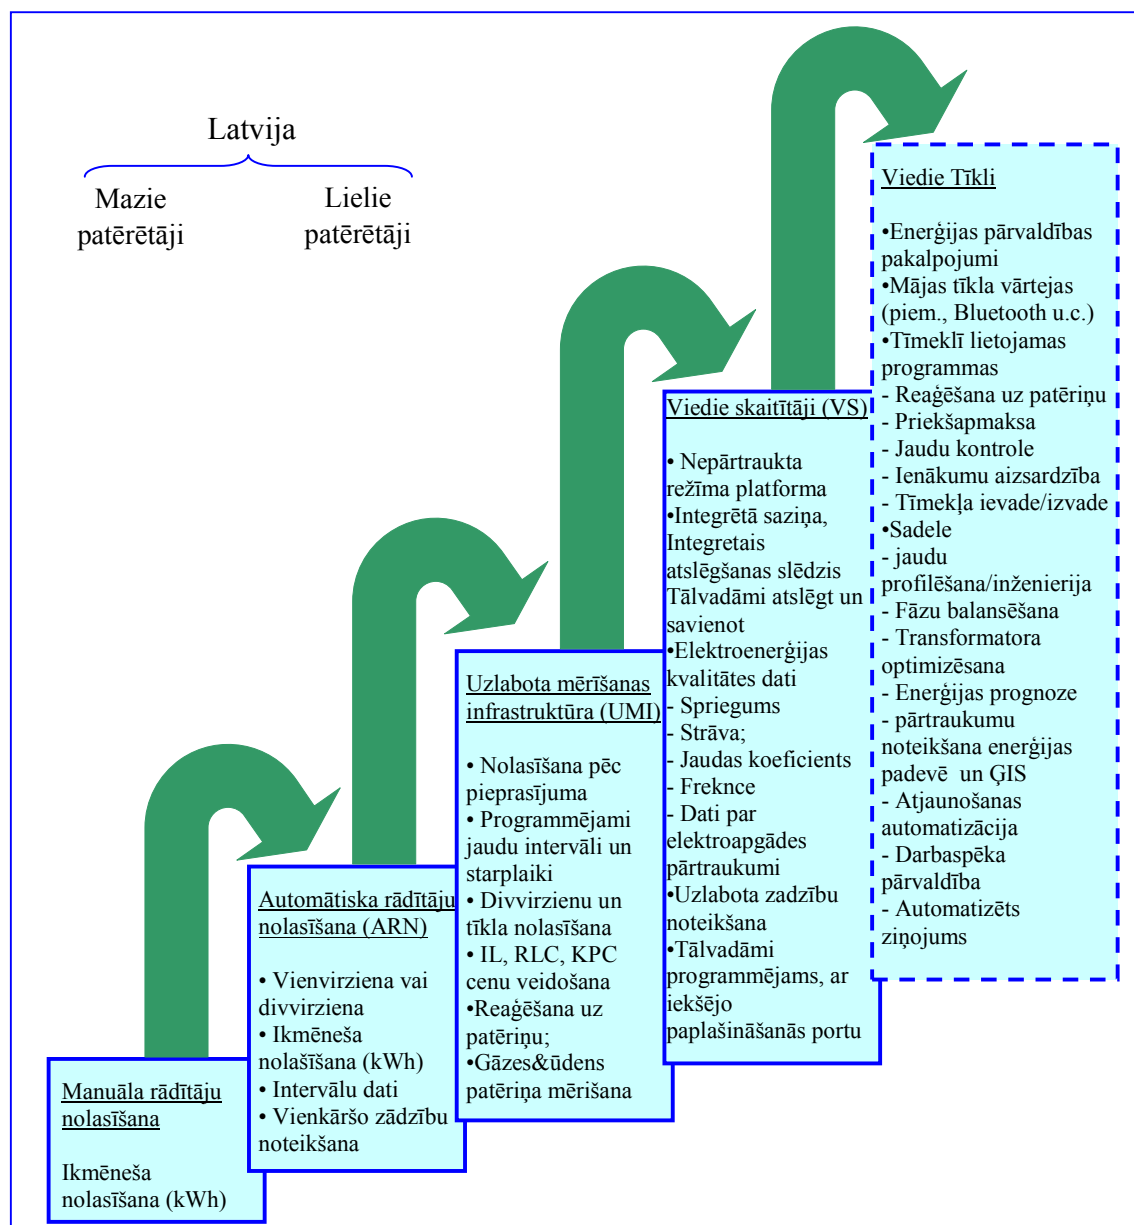 Latvija
Mazie
patērētāji
Lielie
patērētāji
Manuāla rādītāju
nolasīšana
Ikmēneša
nolasīšana (kWh)
Automātiska rādītāju
nolasīšana (ARN)
• Vienvirziena vai
divvirziena
• Ikmēneša
nolašīšana (kWh)
• Intervālu dati
• Vienkāršo zādzību
noteikšana
Uzlabota mērīšanas
infrastruktūra (UMI)
• Nolasīšana pēc
pieprasījuma
• Programmējami
jaudu intervāli un
starplaiki
• Divvirzienu un
tīkla nolasīšana
• IL, RLC, KPC
cenu veidošana
•Reaģēšana uz
patēriņu;
•Gāzes&ūdens
patēriņa mērišana
Viedie skaitītāji (VS)
• Nepārtraukta
režīma platforma
•Integrētā saziņa,
Integretais
atslēgšanas slēdzis
Tālvadāmi atslēgt un
savienot
•Elektroenerģijas
kvalitātes dati
- Spriegums
- Strāva;
- Jaudas koeficients
- Freknce
- Dati par
elektroapgādes
pārtraukumi
•Uzlabota zadzību
noteikšana
•Tālvadāmi
programmējams, ar
iekšējo
paplašināšanās portu
Viedie Tīkli
•Enerģijas pārvaldības
pakalpojumi
•Mājas tīkla vārtejas
(piem., Bluetooth u.c.)
•Tīmeklī lietojamas
programmas
- Reaģēšana uz patēriņu
- Priekšapmaksa
- Jaudu kontrole
- Ienākumu aizsardzība
- Tīmekļa ievade/izvade
•Sadele
- jaudu
profilēšana/inženierija
- Fāzu balansēšana
- Transformatora
optimizēsana
- Enerģijas prognoze
- pārtraukumu
noteikšana enerģijas
padevē un ĢIS
- Atjaunošanas
automatizācija
- Darbaspēka
pārvaldība
- Automatizēts
ziņojums